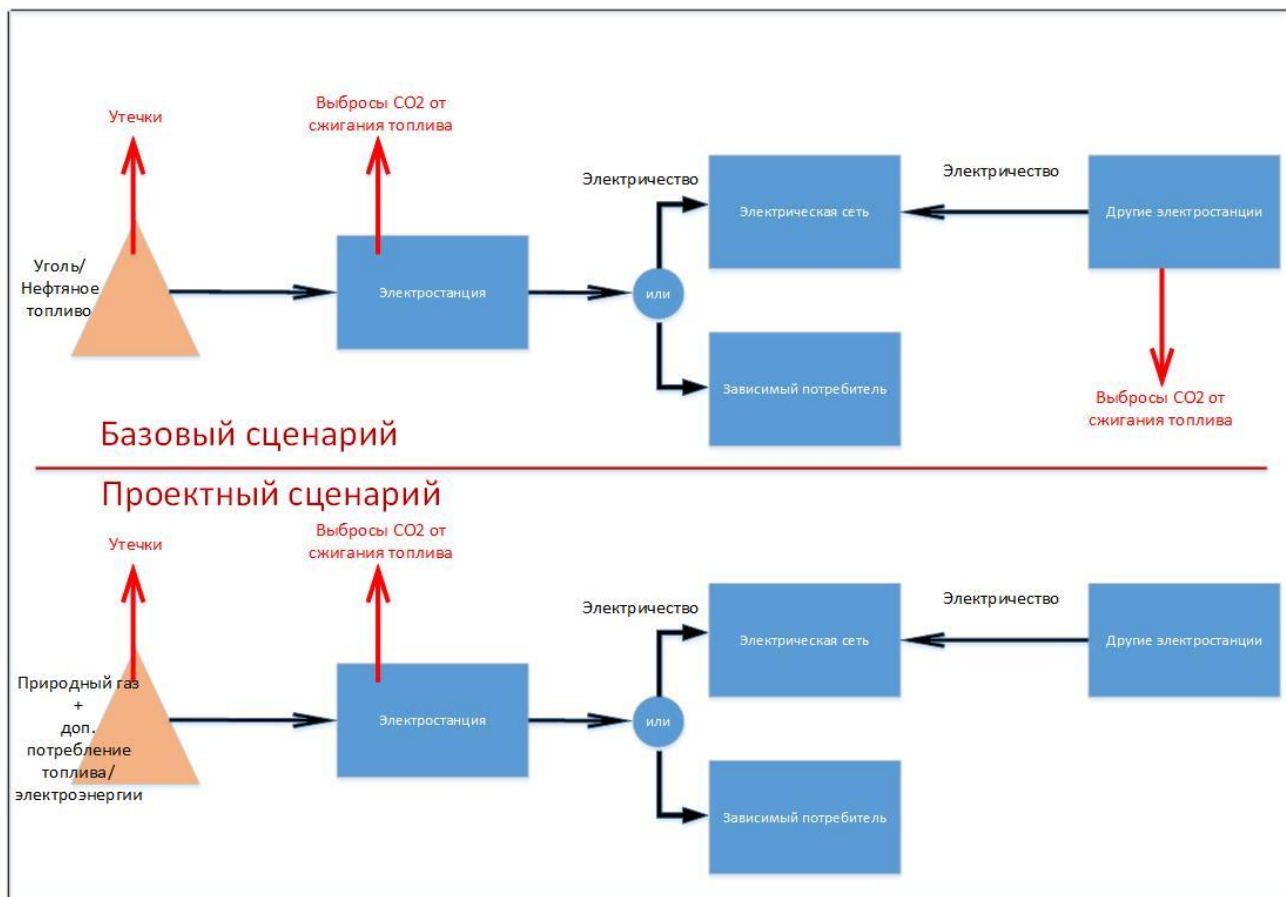 Утечки
Выбросы CO2 от
сжигания топлива
Электричество
Электрическая сеть
Электричество
Другие электростанции
Уголь/
Нефтяное
топливо
Электростанция
или
Зависимый потребитель
Выбросы CO2 от
сжигания топлива
Базовый сценарий
Проектный сценарий
Утечки
Выбросы CO2 от
сжигания топлива
Электричество
Электрическая сеть
Электричество
Другие электростанции
Природный газ
+
доп.
потребление
топлива/
электроэнергии
Электростанция
или
Зависимый потребитель